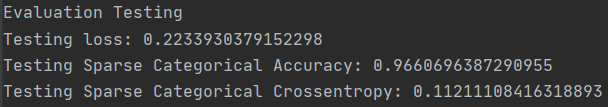 Evaluation Testing
Testing loss: 0.2233930379152298
Testing Sparse Categorical Accuracy: 0.9660696387290955
Testing Sparse Categorical Crossentropy: 0.11211108416318893